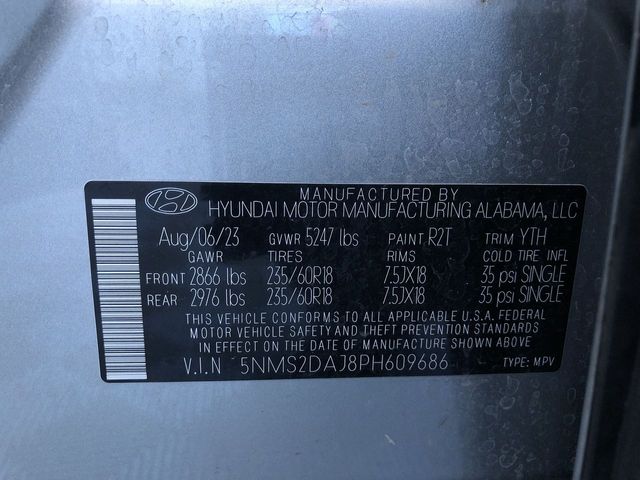 MANUFACTURED BY
HYUNDAI MOTOR MANUFACTURING ALABAMA, LLC
Aug/06/23 GVWR 5247 lbs PAINT R2T TRIM YTH
GAWR TIRES RIMS COLD TIRE INFL
FRONT 2866 lbs 235/60R18 7.5JX18 35 psi SINGLE
REAR 2976 lbs 235/60R18 7.5JX18 35 psi SINGLE
THIS VEHICLE CONFORMS TO ALL APPLICABLE U.S.A. FEDERAL
MOTOR VEHICLE SAFETY AND THEFT PREVENTION STANDARDS
IN EFFECT ON THE DATE OF MANUFACTURE SHOWN ABOVE
V.I.N 5NMS2DAJ8PH609686 TYPE: M.P.V